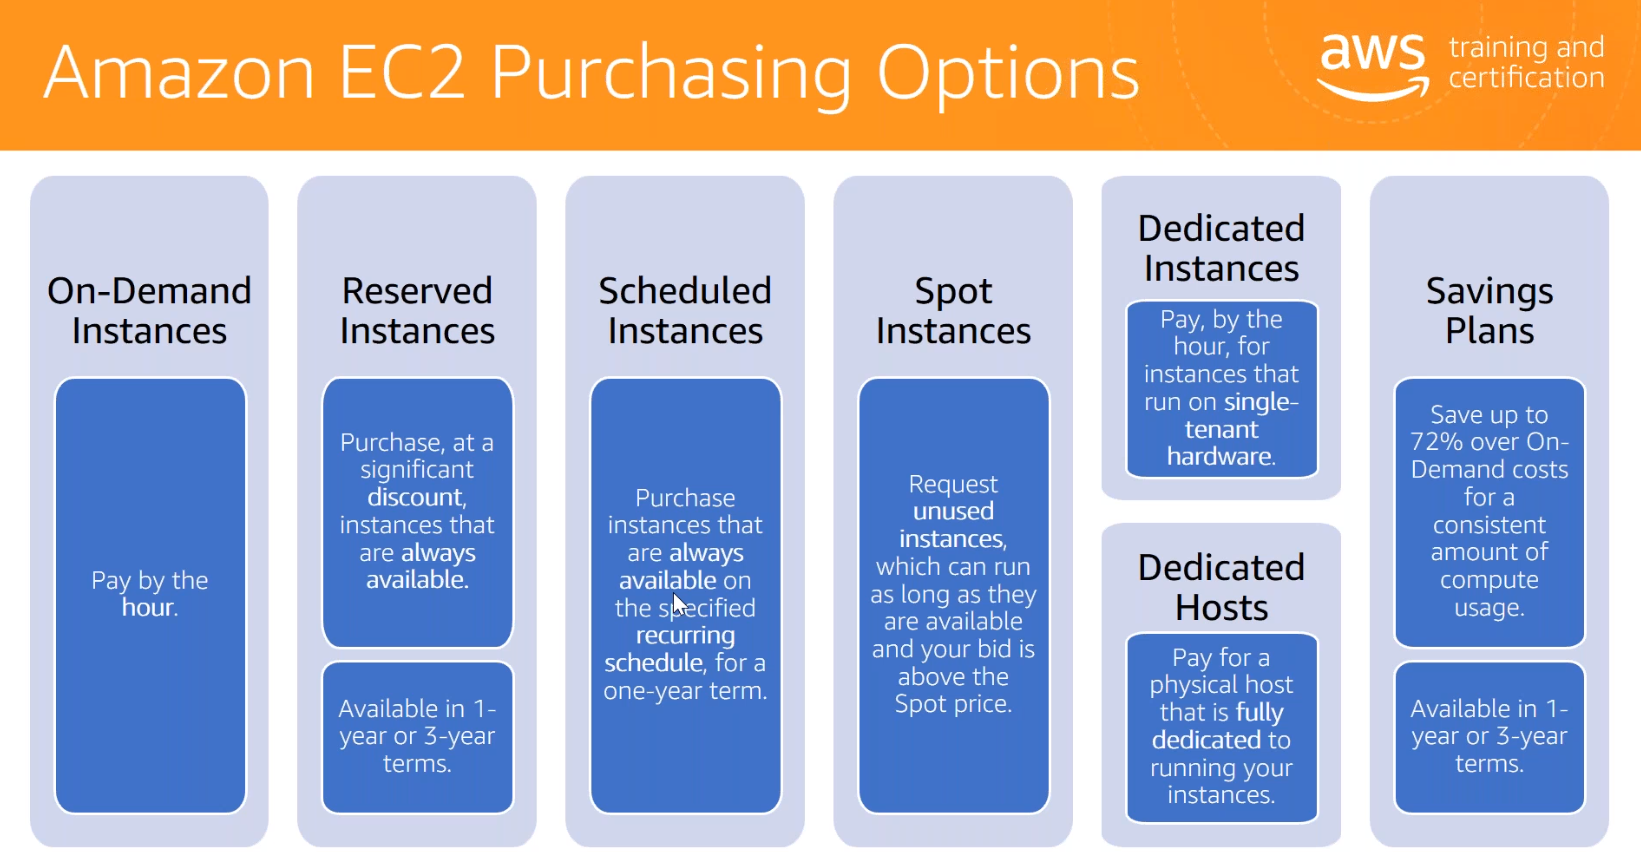 Amazon EC2 Purchasing Options
aws
training and
certification
On-Demand
Instances
Pay by the
hour.
Reserved
Instances
Purchase, at a
significant
discount,
instances that
are always
available.
Available in 1-
year or 3-year
terms.
Scheduled
Instances
Purchase
instances that
are always
available on
the specified
recurring
schedule, for a
one-year term.
Spot
Instances
Request
unused
instances,
which can run
as long as they
are available
and your bid is
above the
Spot price.
Dedicated
Instances
Pay, by the
hour, for
instances that
run on single-
tenant
hardware.
Dedicated
Hosts
Pay for a
physical host
that is fully
dedicated to
running your
instances.
Savings
Plans
Save up to
72% over On-
Demand costs
for a
consistent
amount of
compute
usage.
Available in 1-
year or 3-year
terms.